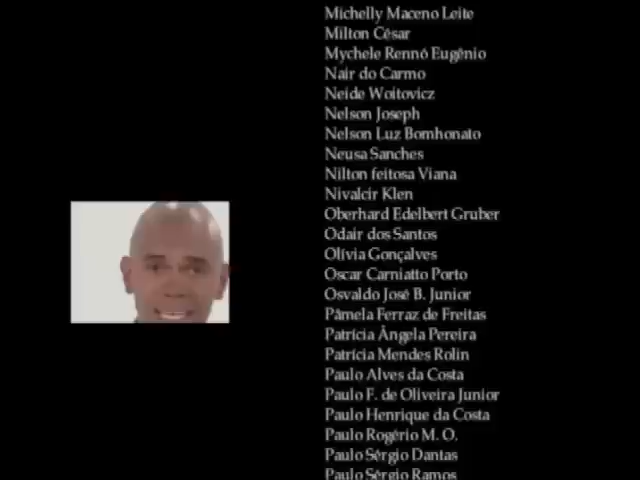 Michelly Maceno Leite
Milton César
Mychele Rennó Eugênio
Nair do Carmo
Neide Woitovicz
Nelson Joseph
Nelson Luz Bomhonato
Neusa Sanches
Nilton feitosa Viana
Nivalcir Klen
Oberhard Edelbert Gruber
Odair dos Santos
Olívia Gonçalves
Oscar Carniatto Porto
Osvaldo José B. Junior
Pâmela Ferraz de Freitas
Patrícia Ângela Pereira
Patrícia Mendes Rolin
Paulo Alves da Costa
Paulo F. de Oliveira Junior
Paulo Henrique da Costa
Paulo Rogério M. O.
Paulo Sérgio Dantas
Paulo Sérgio Ramos